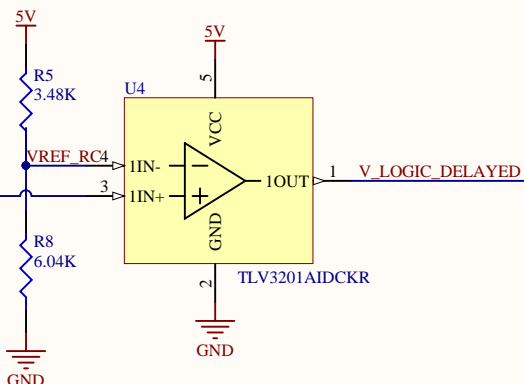 5V
5V
R5
3.48K
U4
5
VCC
VREF_RC
4
1IN-
1
V_LOGIC_DELAYED
3
1IN+
1OUT
R8
6.04K
GND
2
TLV3201AIDCKR
GND
GND